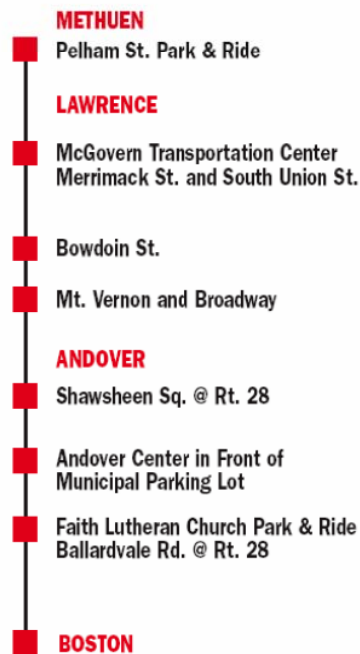 METHUEN
Pelham St. Park & Ride
LAWRENCE
McGovern Transportation Center
Merrimack St. and South Union St.
Bowdoin St.
Mt. Vernon and Broadway
ANDOVER
Shawsheen Sq. @ Rt. 28
Andover Center in Front of
Municipal Parking Lot
Faith Lutheran Church Park & Ride
Ballardvale Rd. @ Rt. 28
BOSTON